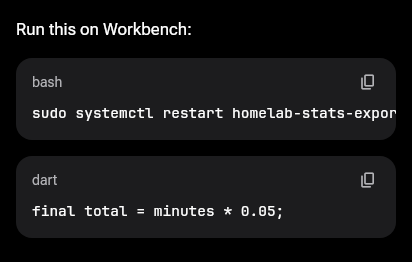 Run this on Workbench:
bash
sudo systemctl restart homelab-stats-expor
dart
final total = minutes * 0.05;